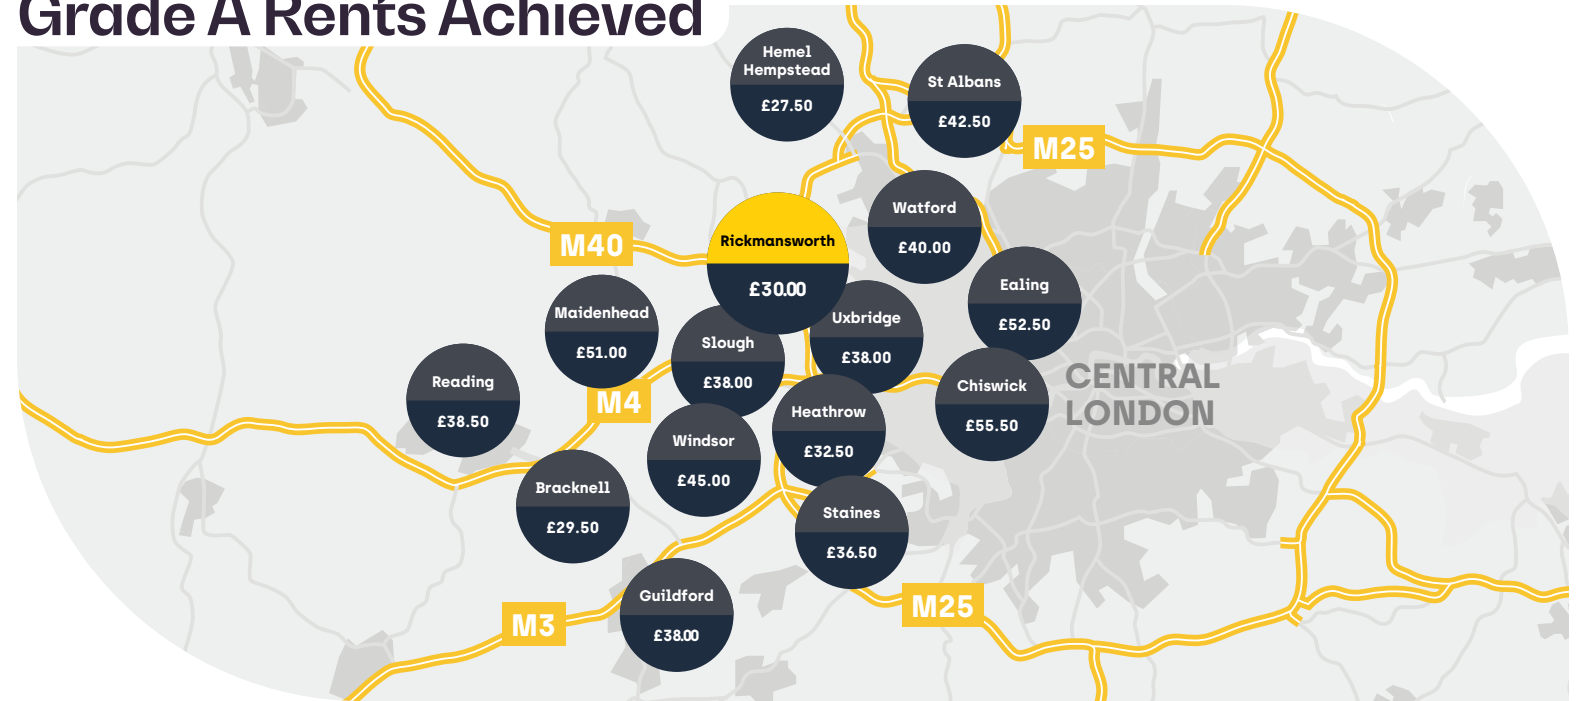 Grade A Rents Achieved
Hemel
Hempstead
£27.50
St Albans
£42.50
M25
Watford
£40.00
Rickmansworth
£30.00
M40
Ealing
£52.50
Maidenhead
£51.00
Uxbridge
£38.00
Slough
£38.00
Reading
£38.50
M4
Chiswick
£55.50
CENTRAL
LONDON
Heathrow
£32.50
Windsor
£45.00
Bracknell
£29.50
Staines
£36.50
Guildford
£38.00
M25
M3